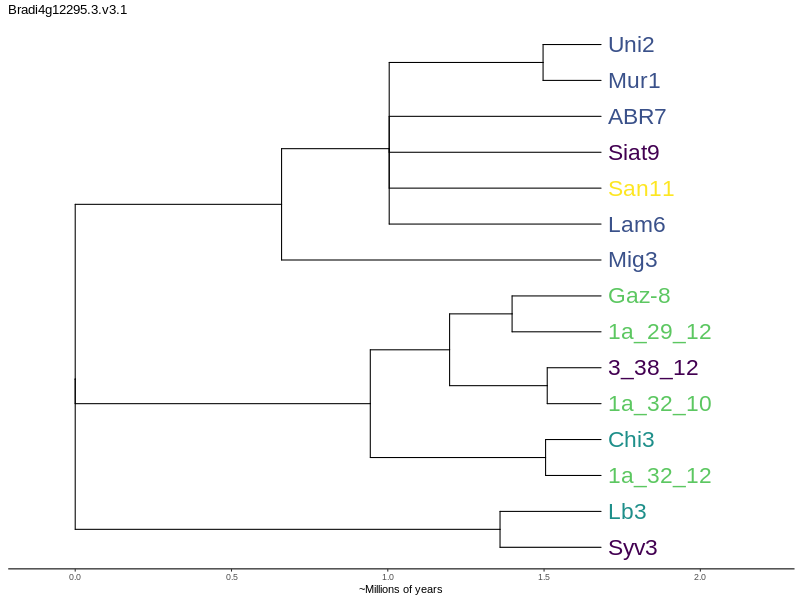 Bradi4g12295.3.v3.1
Uni2
Mur1
ABR7
Siat9
San11
Lam6
Mig3
Gaz-8
1a_29_12
3_38_12
1a_32_10
Chi3
1a_32_12
Lb3
Syv3
0.0 0.5 1.0 1.5 2.0
~Millions of years